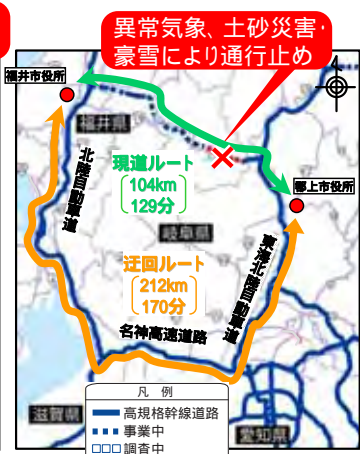 異常気象、土砂災害・
豪雪により通行止め
福井市役所
福井県
現道ルート
104km
129分
郡上市役所
北陸自動車道
岐阜県
迂回ルート
212km
170分
東海北陸自動車道
名神高速道路
凡 例
高規格幹線道路
事業中
調査中
滋賀県
愛知県